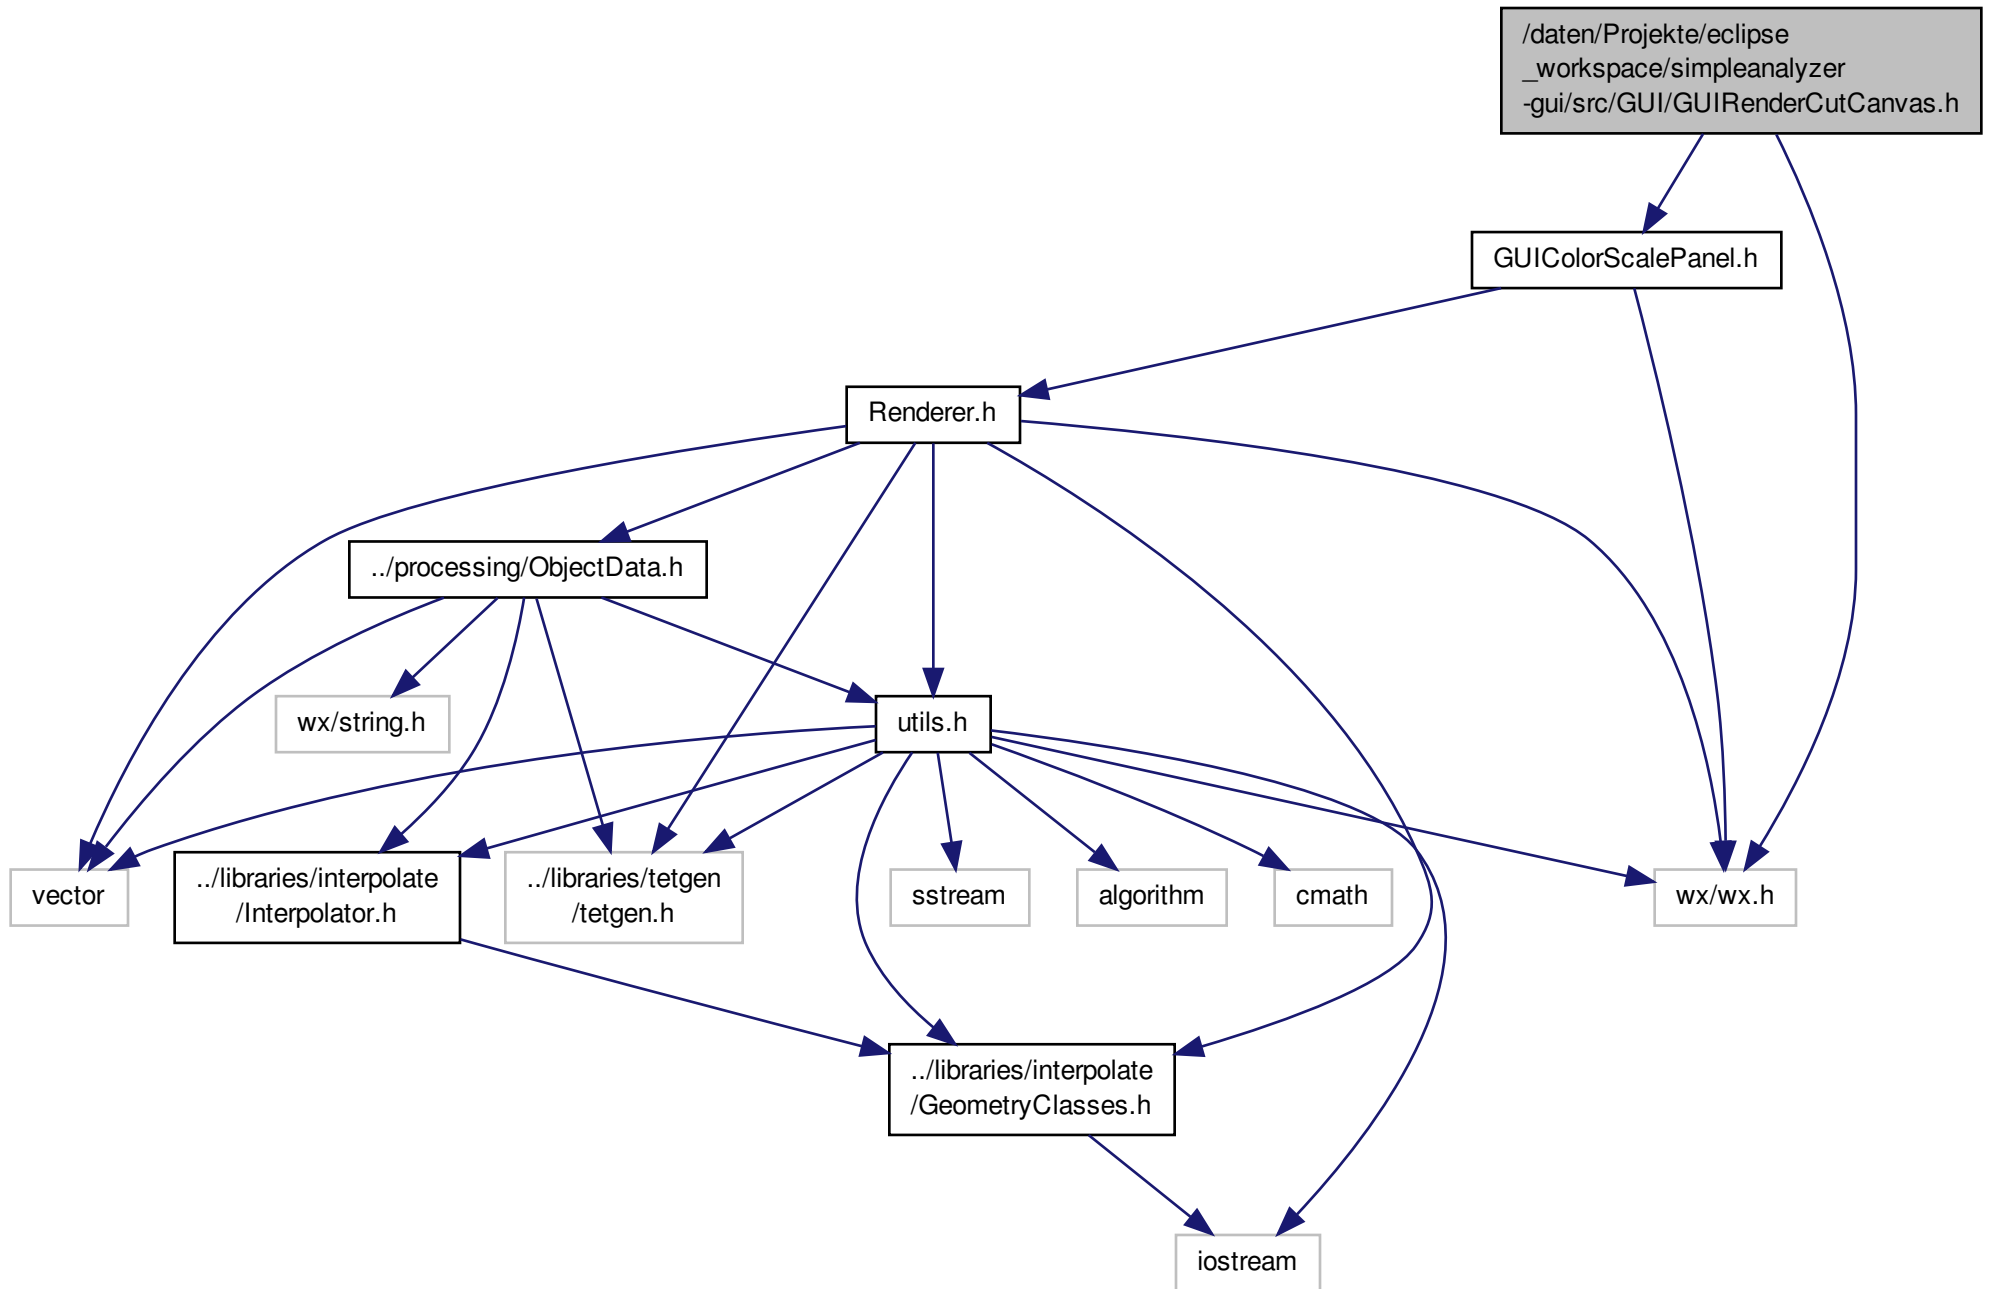 /daten/Projekte/eclipse
_workspace/simpleanalyzer
-gui/src/GUI/GUIRenderCutCanvas.h
GUIColorScalePanel.h
Renderer.h
../processing/ObjectData.h
wx/string.h
utils.h
vector
../libraries/interpolate
/Interpolator.h
../libraries/tetgen
/tetgen.h
sstream
algorithm
cmath
wx/wx.h
../libraries/interpolate
/GeometryClasses.h
iostream